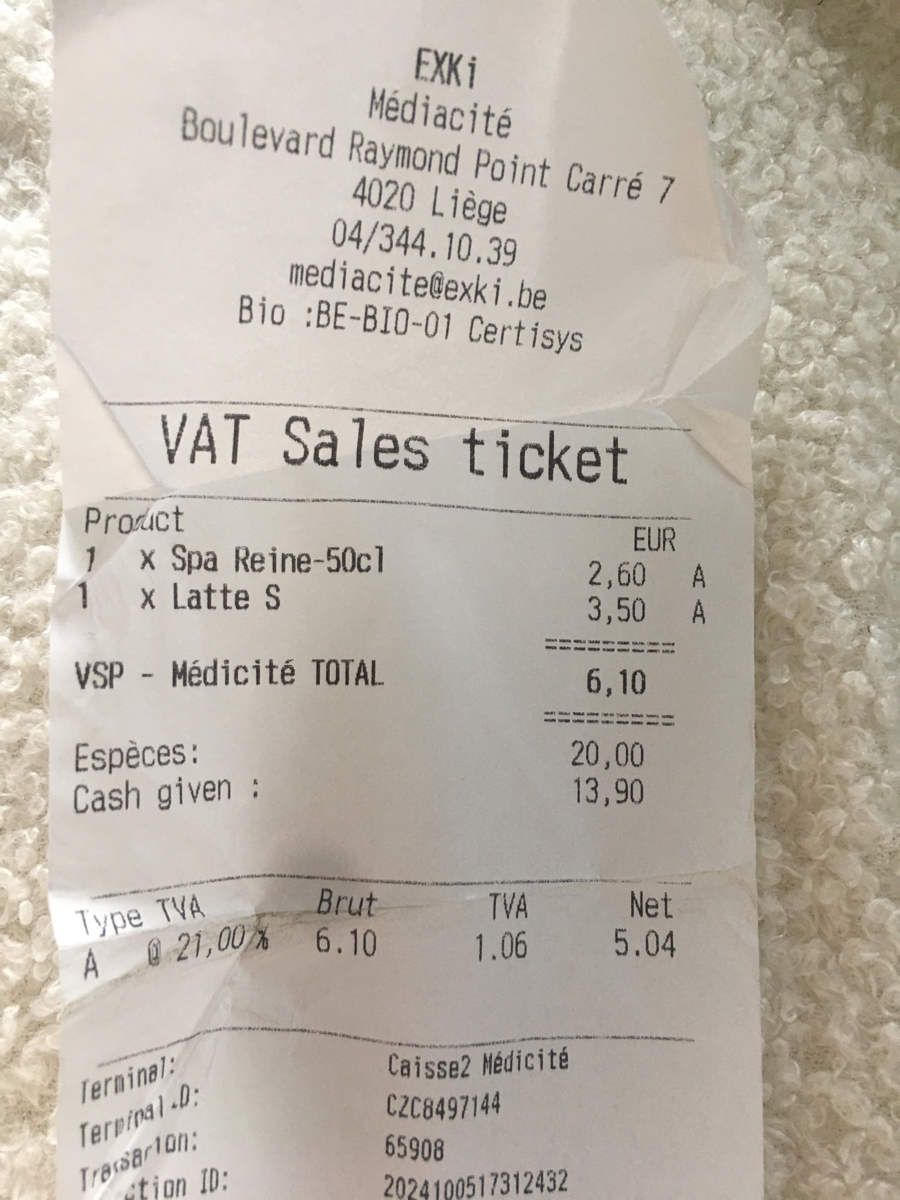 EXKi
Médiacité
Boulevard Raymond Point Carré 7
4020 Liège
04/344.10.39
mediacite@exki.be
Bio :BE-BIO-01 Certisys
VAT Sales ticket
Product EUR
1 x Spa Reine-50cl 2,60 A
1 x Latte S 3,50 A
VSP - Médicité TOTAL 6,10
Espèces: 20,00
Cash given : 13,90
Type TVA Brut TVA Net
A @ 21,00% 6.10 1.06 5.04
Terminal: Caisse2 Médicité
Terminal CZC8497144
65908
ID: 2024100517312432